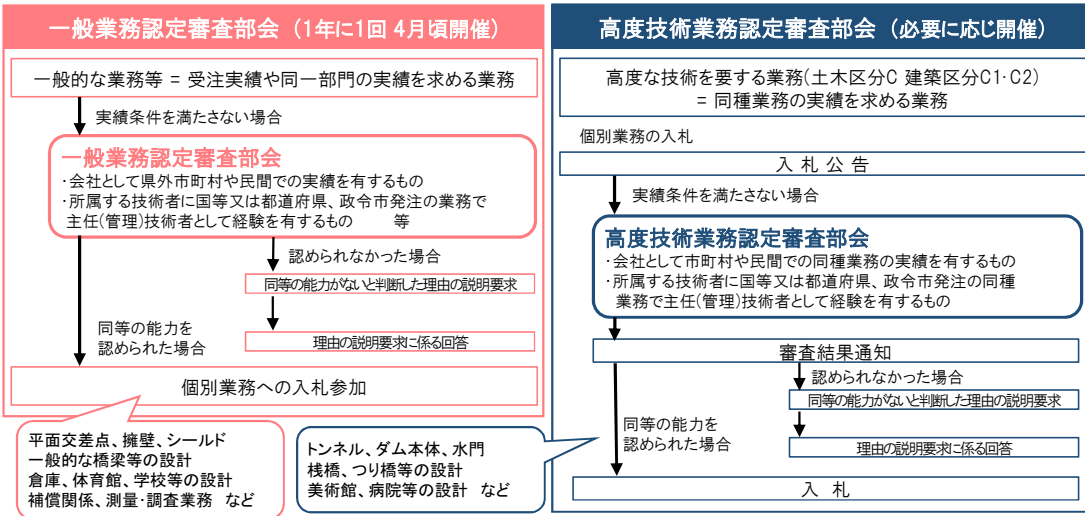 一般業務認定審査部会（1年に1回 4月頃開催）
一般的な業務等 = 受注実績や同一部門の実績を求める業務
実績条件を満たさない場合
一般業務認定審査部会
・会社として県外市町村や民間での実績を有するもの
・所属する技術者に国等又は都道府県、政令市発注の業務で
主任(管理)技術者として経験を有するもの 等
認められなかった場合
同等の能力がないと判断した理由の説明要求
同等の能力を
認められた場合
理由の説明要求に係る回答
個別業務への入札参加
平面交差点、擁壁、シールド
一般的な橋梁等の設計
倉庫、体育館、学校等の設計
補償関係、測量・調査業務 など
高度技術業務認定審査部会（必要に応じ開催）
高度な技術を要する業務(土木区分C 建築区分C1・C2)
= 同種業務の実績を求める業務
個別業務の入札
入札公告
実績条件を満たさない場合
高度技術業務認定審査部会
・会社として市町村や民間での同種業務の実績を有するもの
・所属する技術者に国等又は都道府県、政令市発注の同種
業務で主任(管理)技術者として経験を有するもの
審査結果通知
認められなかった場合
同等の能力がないと判断した理由の説明要求
同等の能力を
認められた場合
理由の説明要求に係る回答
入 札
トンネル、ダム本体、水門
桟橋、つり橋等の設計
美術館、病院等の設計 など